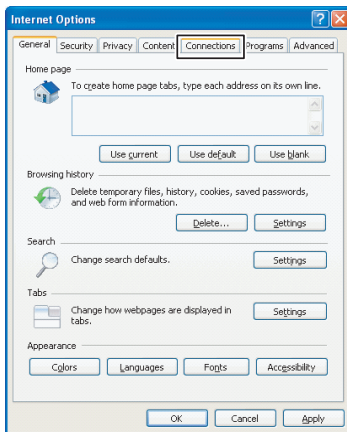 Internet Options
General Security Privacy Content Connections Programs Advanced
Home page
To create home page tabs, type each address on its own line.
Use current Use default Use blank
Browsing history
Delete temporary files, history, cookies, saved passwords,
and web form information.
Delete... Settings
Search
Change search defaults. Settings
Tabs
Change how webpages are displayed in
tabs.
Settings
Appearance
Colors Languages Fonts Accessibility
OK Cancel Apply